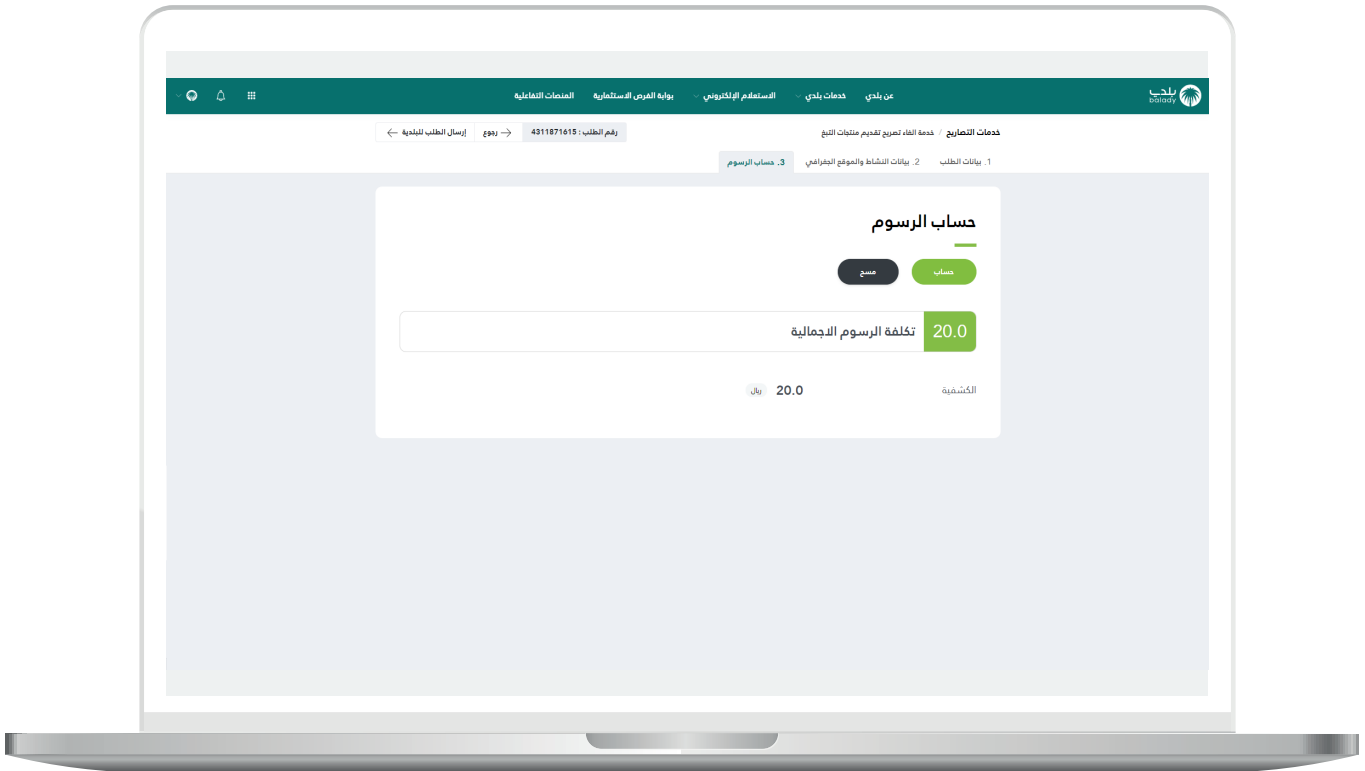 بلدي
balady
عن بلدي
خدمات بلدي
الاستعلام الإلكتروني
بوابة الفرص الاستثمارية
المنصات التفاعلية
خدمات التصاريح / خدمة الغاء تصريح تقديم منتجات التبغ
رقم الطلب : 4311871615
رجوع
إرسال الطلب للبلدية
1. بيانات الطلب
2. بيانات النشاط والموقع الجغرافي
3. حساب الرسوم
حساب الرسوم
حساب
مسح
20.0 تكلفة الرسوم الاجمالية
الكشفية 20.0 ريال